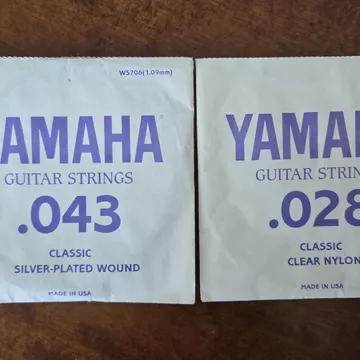 WS706(1.09mm)
YAMAHA
GUITAR STRINGS
.043
CLASSIC
SILVER-PLATED WOUND
MADE IN USA
YAMA
GUITAR STRIN
.028
CLASSIC
CLEAR NYLON
MADE IN USA